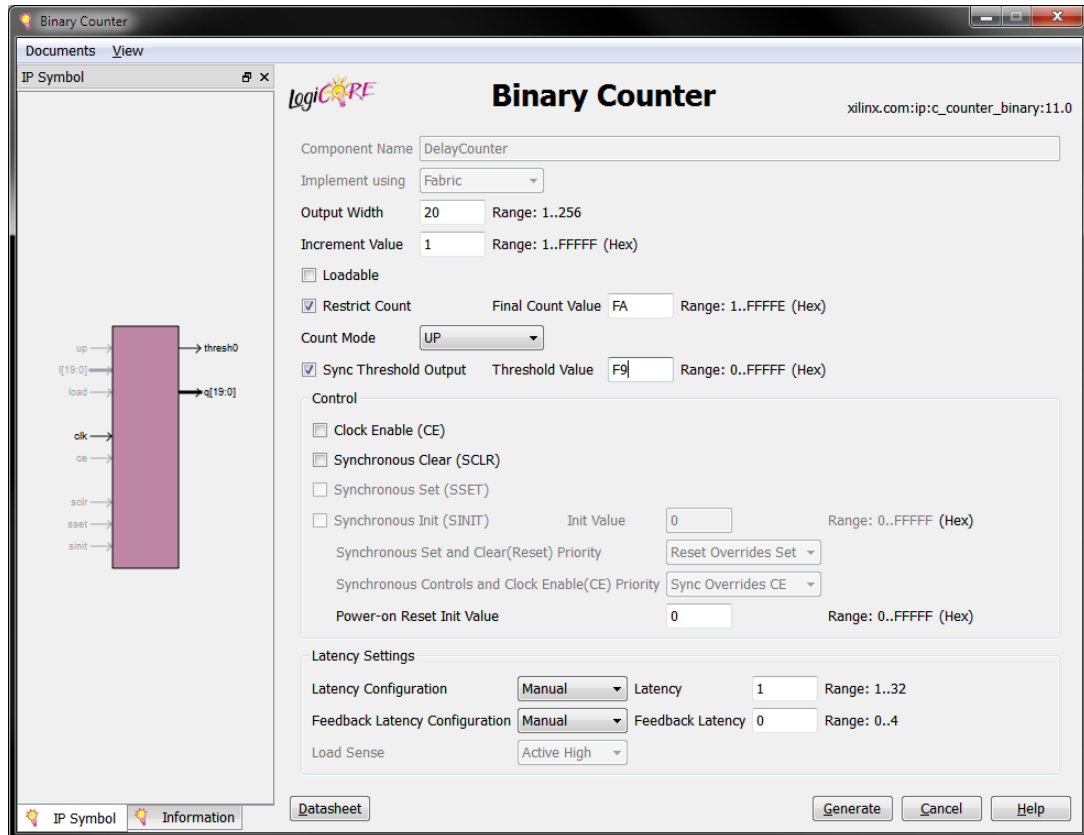 Binary Counter
Documents View
IP Symbol
LogiCORE
Binary Counter
xilinx.com:ip:c_counter_binary:11.0
Component Name DelayCounter
Implement using Fabric
Output Width 20 Range: 1..256
Increment Value 1 Range: 1..FFFFF (Hex)
Loadable
Restrict Count Final Count Value FA Range: 1..FFFFE (Hex)
Count Mode UP
Sync Threshold Output Threshold Value F9 Range: 0..FFFFF (Hex)
up thresh0
l[19:0]
load q[19:0]
clk
ce
sclr
sset
sinit
Control
Clock Enable (CE)
Synchronous Clear (SCLR)
Synchronous Set (SSET)
Synchronous Init (SINIT) Init Value 0 Range: 0..FFFFF (Hex)
Synchronous Set and Clear(Reset) Priority Reset Overrides Set
Synchronous Controls and Clock Enable(CE) Priority Sync Overrides CE
Power-on Reset Init Value 0 Range: 0..FFFFF (Hex)
Latency Settings
Latency Configuration Manual Latency 1 Range: 1..32
Feedback Latency Configuration Manual Feedback Latency 0 Range: 0..4
Load Sense Active High
IP Symbol Information
Datasheet Generate Cancel Help